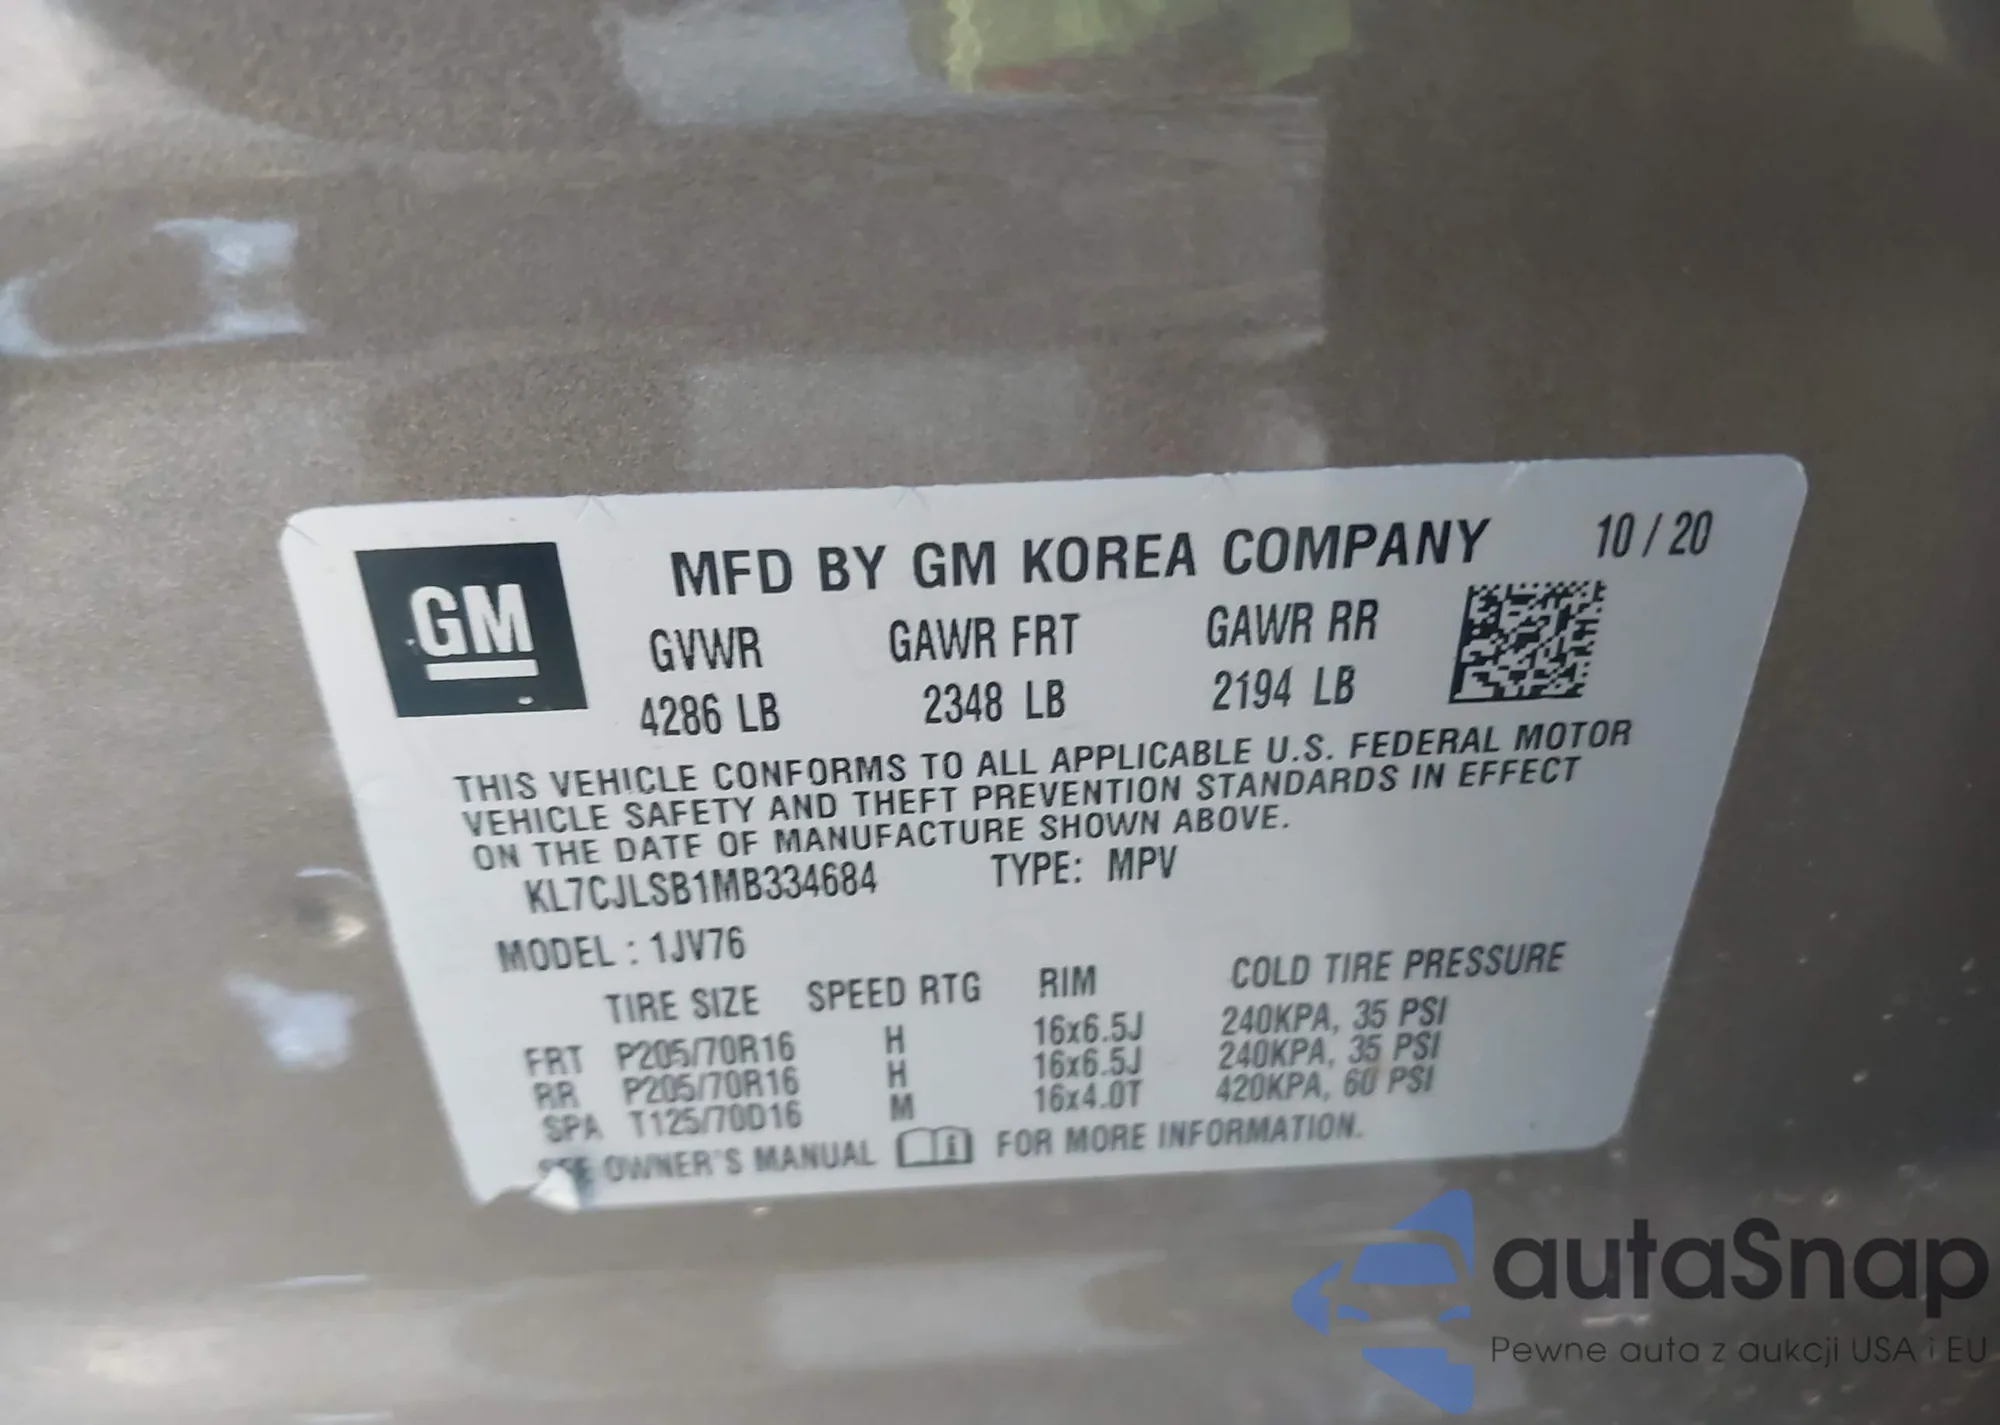 MFD BY GM KOREA COMPANY 10 / 20
GM
GVWR GAWR FRT GAWR RR
4286 LB 2348 LB 2194 LB
THIS VEHICLE CONFORMS TO ALL APPLICABLE U.S. FEDERAL MOTOR
VEHICLE SAFETY AND THEFT PREVENTION STANDARDS IN EFFECT
ON THE DATE OF MANUFACTURE SHOWN ABOVE.
KL7CJLSB1MB334684 TYPE: MPV
MODEL : 1JV76
TIRE SIZE SPEED RTG RIM COLD TIRE PRESSURE
FRT P205/70R16 H 16x6.5J 240KPA, 35 PSI
RR P205/70R16 H 16x6.5J 240KPA, 35 PSI
SPA T125/70D16 M 16x4.0T 420KPA, 60 PSI
SEE OWNER'S MANUAL FOR MORE INFORMATION.
autaSnap
Pewne auta z aukcji USA i EU